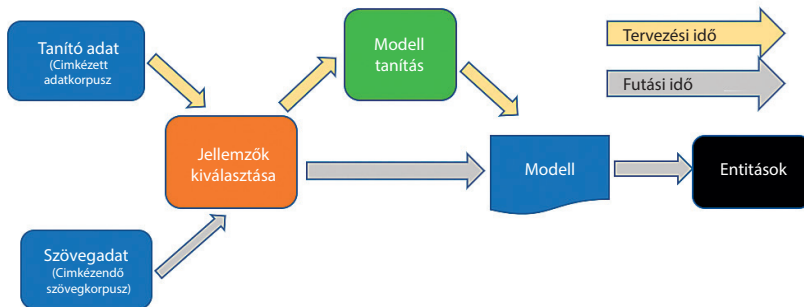 Tanító adat
(Cimkézett
adatkorpusz
Modell
tanítás
Tervezési idő
Futási idő
Jellemzők
kiválasztása
Modell
Entitások
Szövegadat
(Cimkézendő
szövegkorpusz)